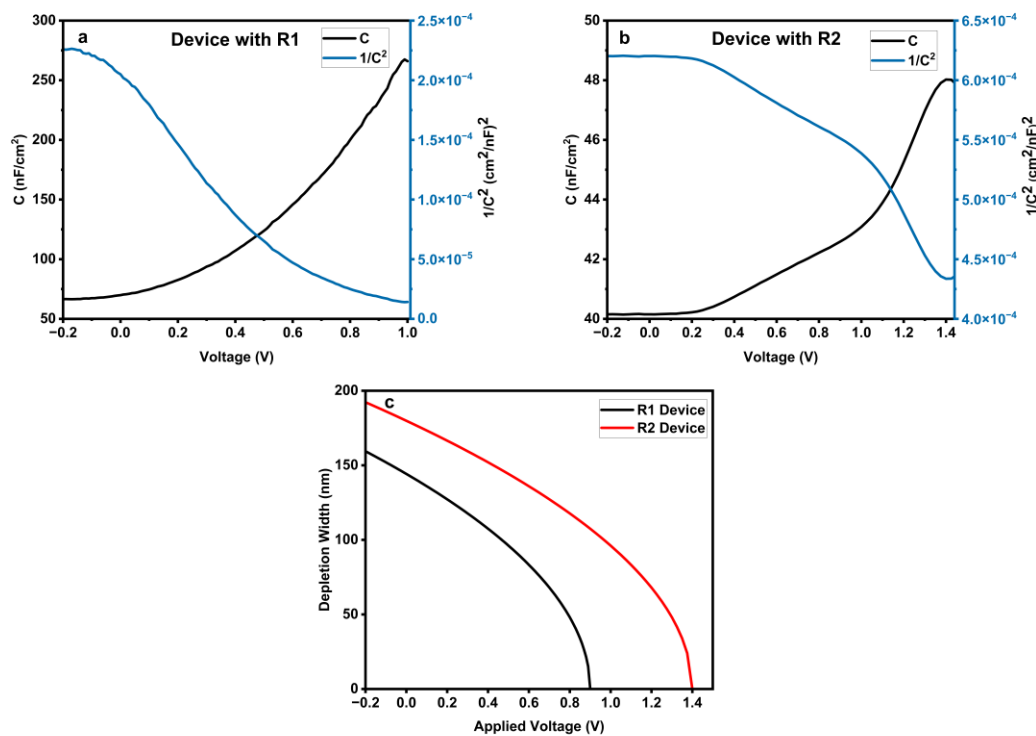 a
Device with R1
C
1/C²
300
250
200
150
100
50
C (nF/cm²)
2.5×10⁻⁴
2.0×10⁻⁴
1.5×10⁻⁴
1.0×10⁻⁴
5.0×10⁻⁵
0.0
1/C² (cm²/nF)²
−0.2 0.0 0.2 0.4 0.6 0.8 1.0
Voltage (V)
b
Device with R2
C
1/C²
50
48
46
44
42
40
C (nF/cm²)
6.5×10⁻⁴
6.0×10⁻⁴
5.5×10⁻⁴
5.0×10⁻⁴
4.5×10⁻⁴
4.0×10⁻⁴
1/C² (cm²/nF)²
−0.2 0.0 0.2 0.4 0.6 0.8 1.0 1.2 1.4
Voltage (V)
c
R1 Device
R2 Device
200
150
100
50
0
Depletion Width (nm)
−0.2 0.0 0.2 0.4 0.6 0.8 1.0 1.2 1.4
Applied Voltage (V)